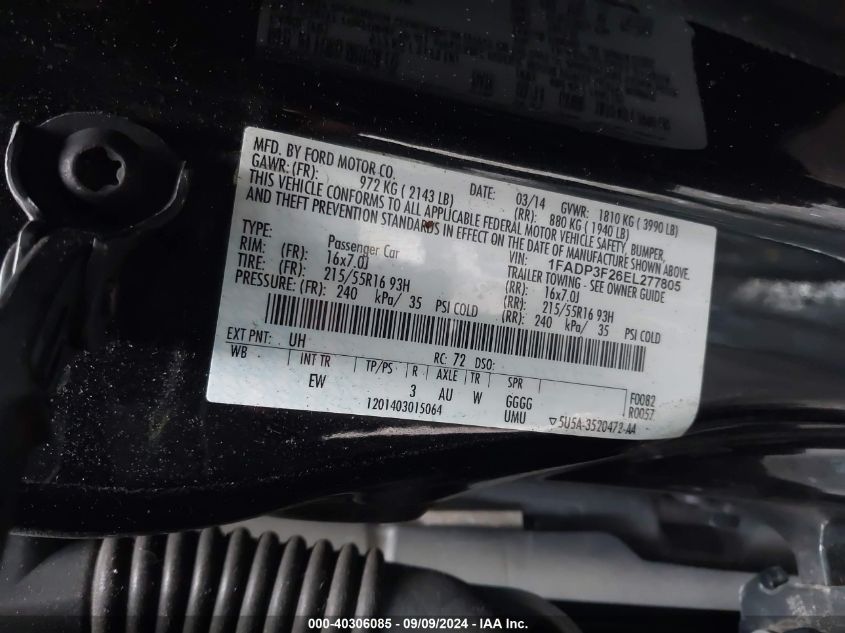 MFD. BY FORD MOTOR CO.
DATE: 03/14 GVWR: 1810 KG ( 3990 LB)
GAWR: (FR): 972 KG ( 2143 LB) (RR): 880 KG ( 1940 LB)
THIS VEHICLE CONFORMS TO ALL APPLICABLE FEDERAL MOTOR VEHICLE SAFETY, BUMPER,
AND THEFT PREVENTION STANDARDS IN EFFECT ON THE DATE OF MANUFACTURE SHOWN ABOVE.
VIN: 1FADP3F26EL277805
TYPE: Passenger Car TRAILER TOWING - SEE OWNER GUIDE
RIM: (FR): 16x7.0J (RR): 16x7.0J
TIRE: (FR): 215/55R16 93H (RR): 215/55R16 93H
PRESSURE: (FR): 240 kPa/ 35 PSI COLD (RR): 240 kPa/ 35 PSI COLD
EXT PNT: UH RC: 72 DSO:
WB INT TR TP/PS R AXLE TR SPR F0082
EW 3 AU W GGGG R0057
1201403015064 UMU ▽5U5A-3520472-AA
000-40306085 - 09/09/2024 - IAA Inc.